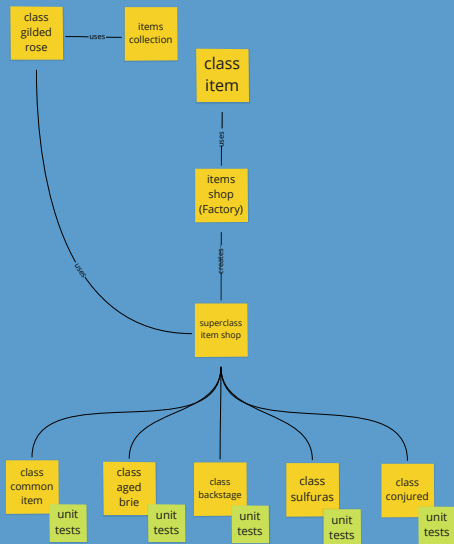 class
gilded
rose
uses
items
collection
class
item
uses
items
shop
(Factory)
creates
uses
superclass
item shop
class
common
item
class
aged
brie
class
backstage
class
sulfuras
class
conjured
unit
tests
unit
tests
unit
tests
unit
tests
unit
tests